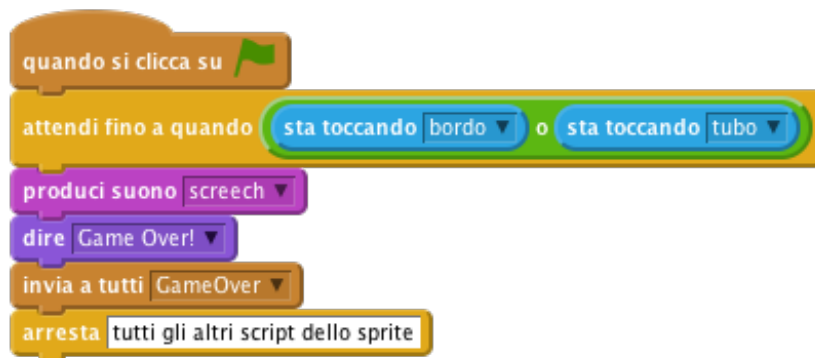 quando si clicca su
attendi fino a quando sta toccando bordo o sta toccando tubo
produci suono screech
dire Game Over!
invia a tutti GameOver
arresta tutti gli altri script dello sprite